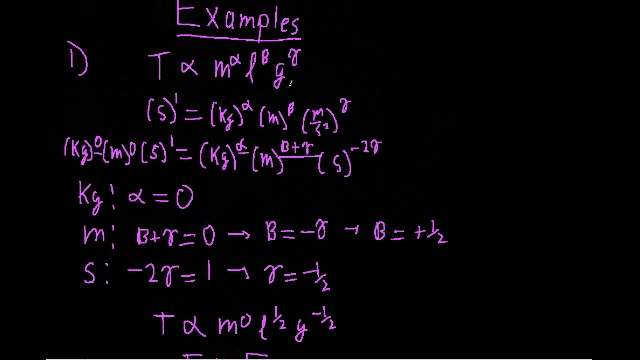 Examples
1) T ∝ m^α l^β g^γ
(s)^1 = (Kg)^α (m)^β (m/s^2)^γ
(Kg)^0 (m)^0 (s)^1 = (Kg)^α (m)^{β+γ} (s)^{-2γ}
Kg: α = 0
m: β+γ = 0 → β = -γ → β = +1/2
S: -2γ = 1 → γ = -1/2
T ∝ m^0 l^{1/2} g^{-1/2}